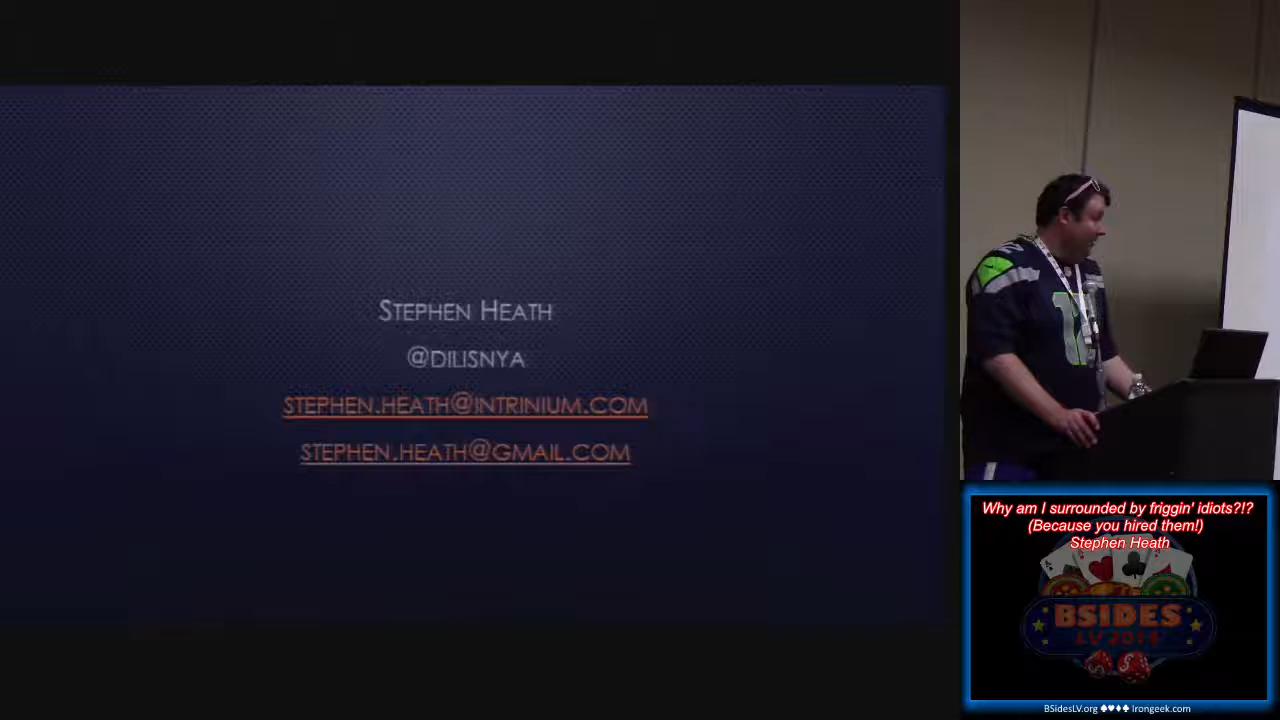 STEPHEN HEATH
@DILISNYA
STEPHEN.HEATH@INTRINIUM.COM
STEPHEN.HEATH@GMAIL.COM
Why am I surrounded by friggin' idiots?!?
(Because you hired them!)
Stephen Heath
BSIDES
LV 2014
BSidesLV.org ♠♥♦♣ Irongeek.com